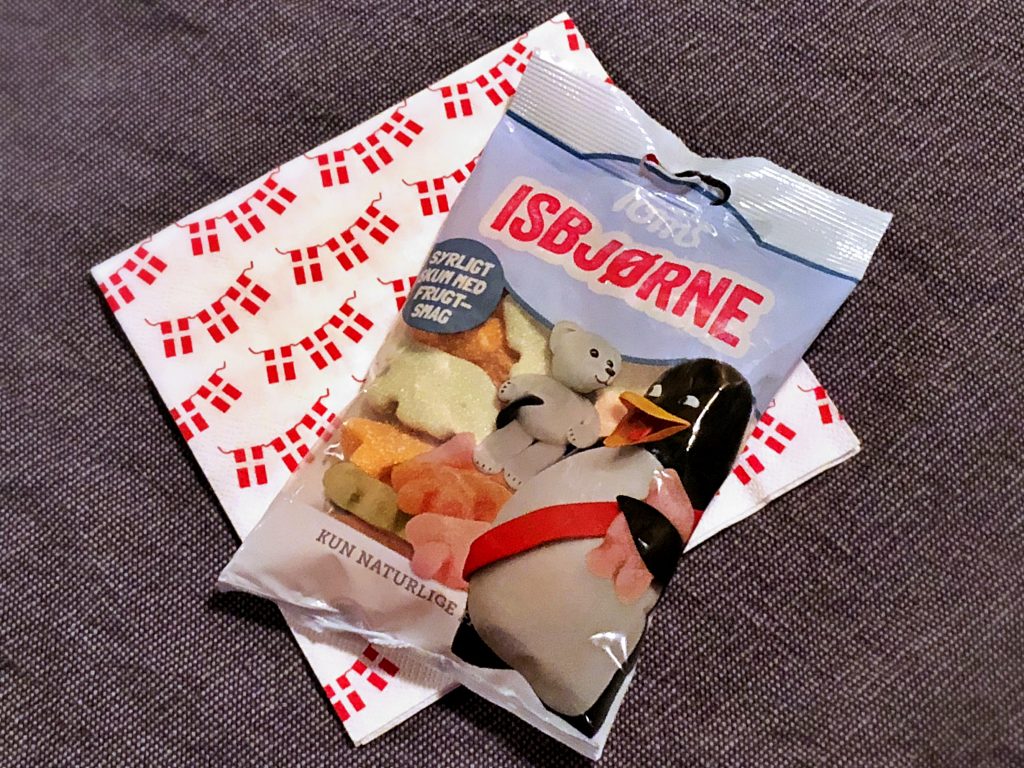 Toms
ISBJØRNE
SYRLIGT
SKUM MED
FRUGT-
SMAG
KUN NATURLIGE